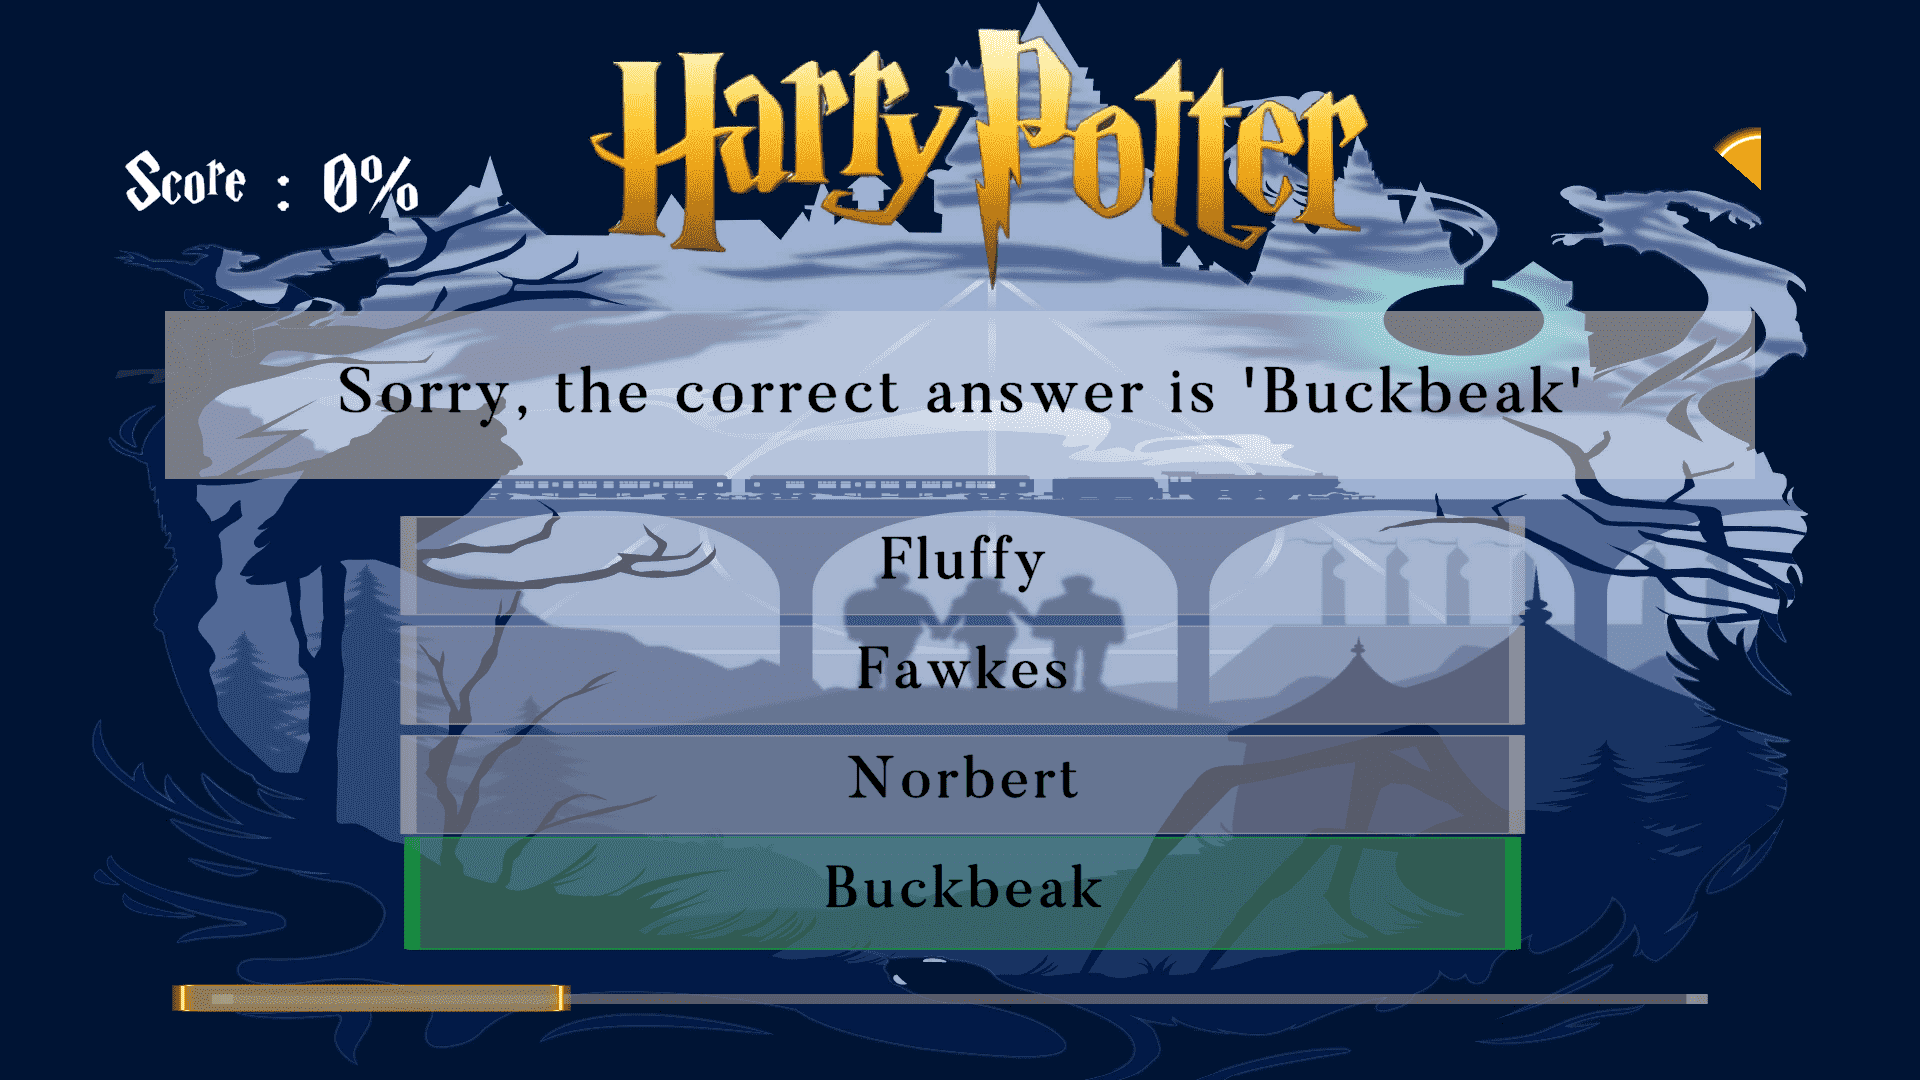 Harry Potter
Score : 0%
Sorry, the correct answer is 'Buckbeak'
Fluffy
Fawkes
Norbert
Buckbeak